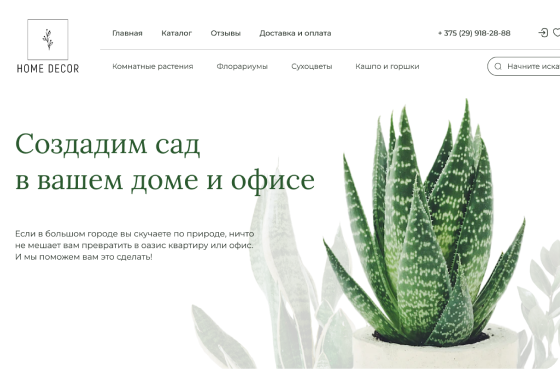 Главная Каталог Отзывы Доставка и оплата + 375 (29) 918-28-88
HOME DECOR
Комнатные растения Флорариумы Сухоцветы Кашпо и горшки Начните иска
Создадим сад
в вашем доме и офисе
Если в большом городе вы скучаете по природе, ничто
не мешает вам превратить в оазис квартиру или офис.
И мы поможем вам это сделать!